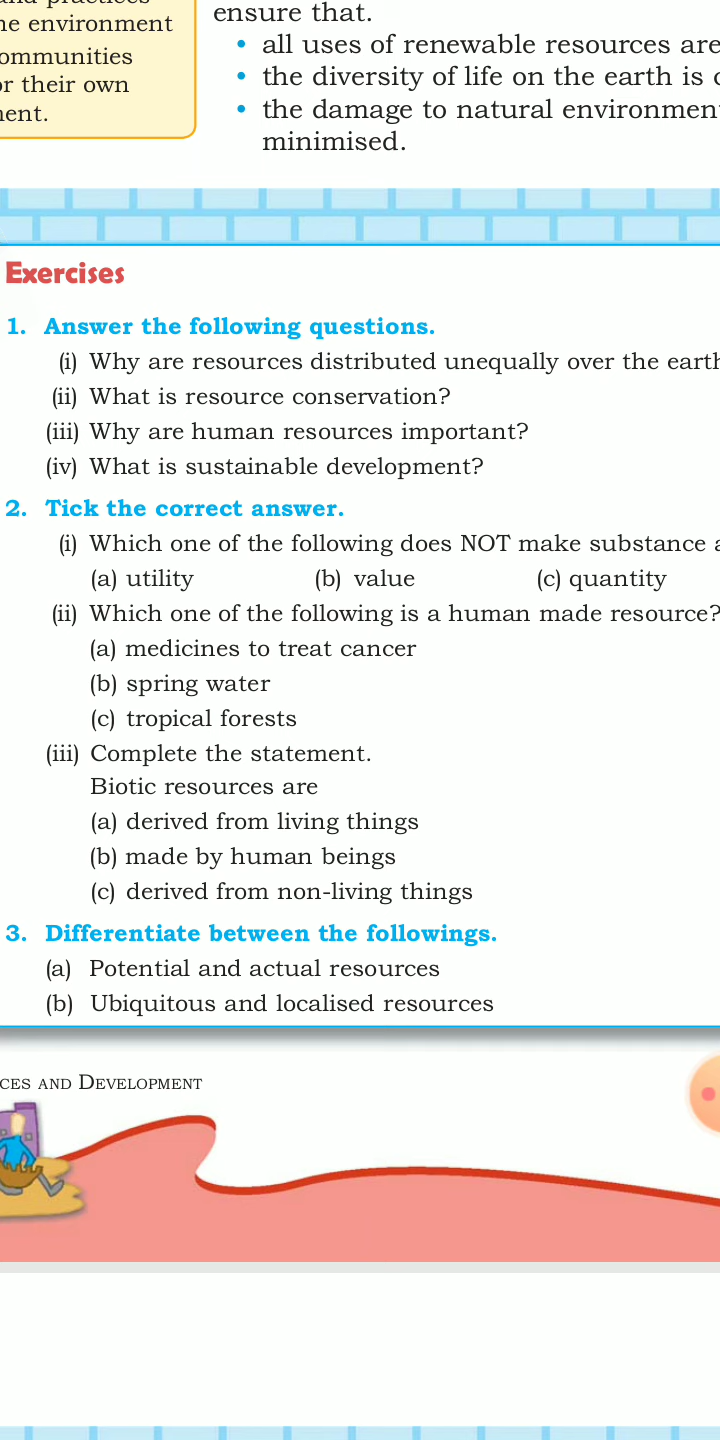 and practices
he environment
ommunities
or their own
ment.
ensure that.
• all uses of renewable resources are
• the diversity of life on the earth is
• the damage to natural environment
minimised.
Exercises
1. Answer the following questions.
(i) Why are resources distributed unequally over the earth
(ii) What is resource conservation?
(iii) Why are human resources important?
(iv) What is sustainable development?
2. Tick the correct answer.
(i) Which one of the following does NOT make substance a
(a) utility (b) value (c) quantity
(ii) Which one of the following is a human made resource?
(a) medicines to treat cancer
(b) spring water
(c) tropical forests
(iii) Complete the statement.
Biotic resources are
(a) derived from living things
(b) made by human beings
(c) derived from non-living things
3. Differentiate between the followings.
(a) Potential and actual resources
(b) Ubiquitous and localised resources
CES AND DEVELOPMENT